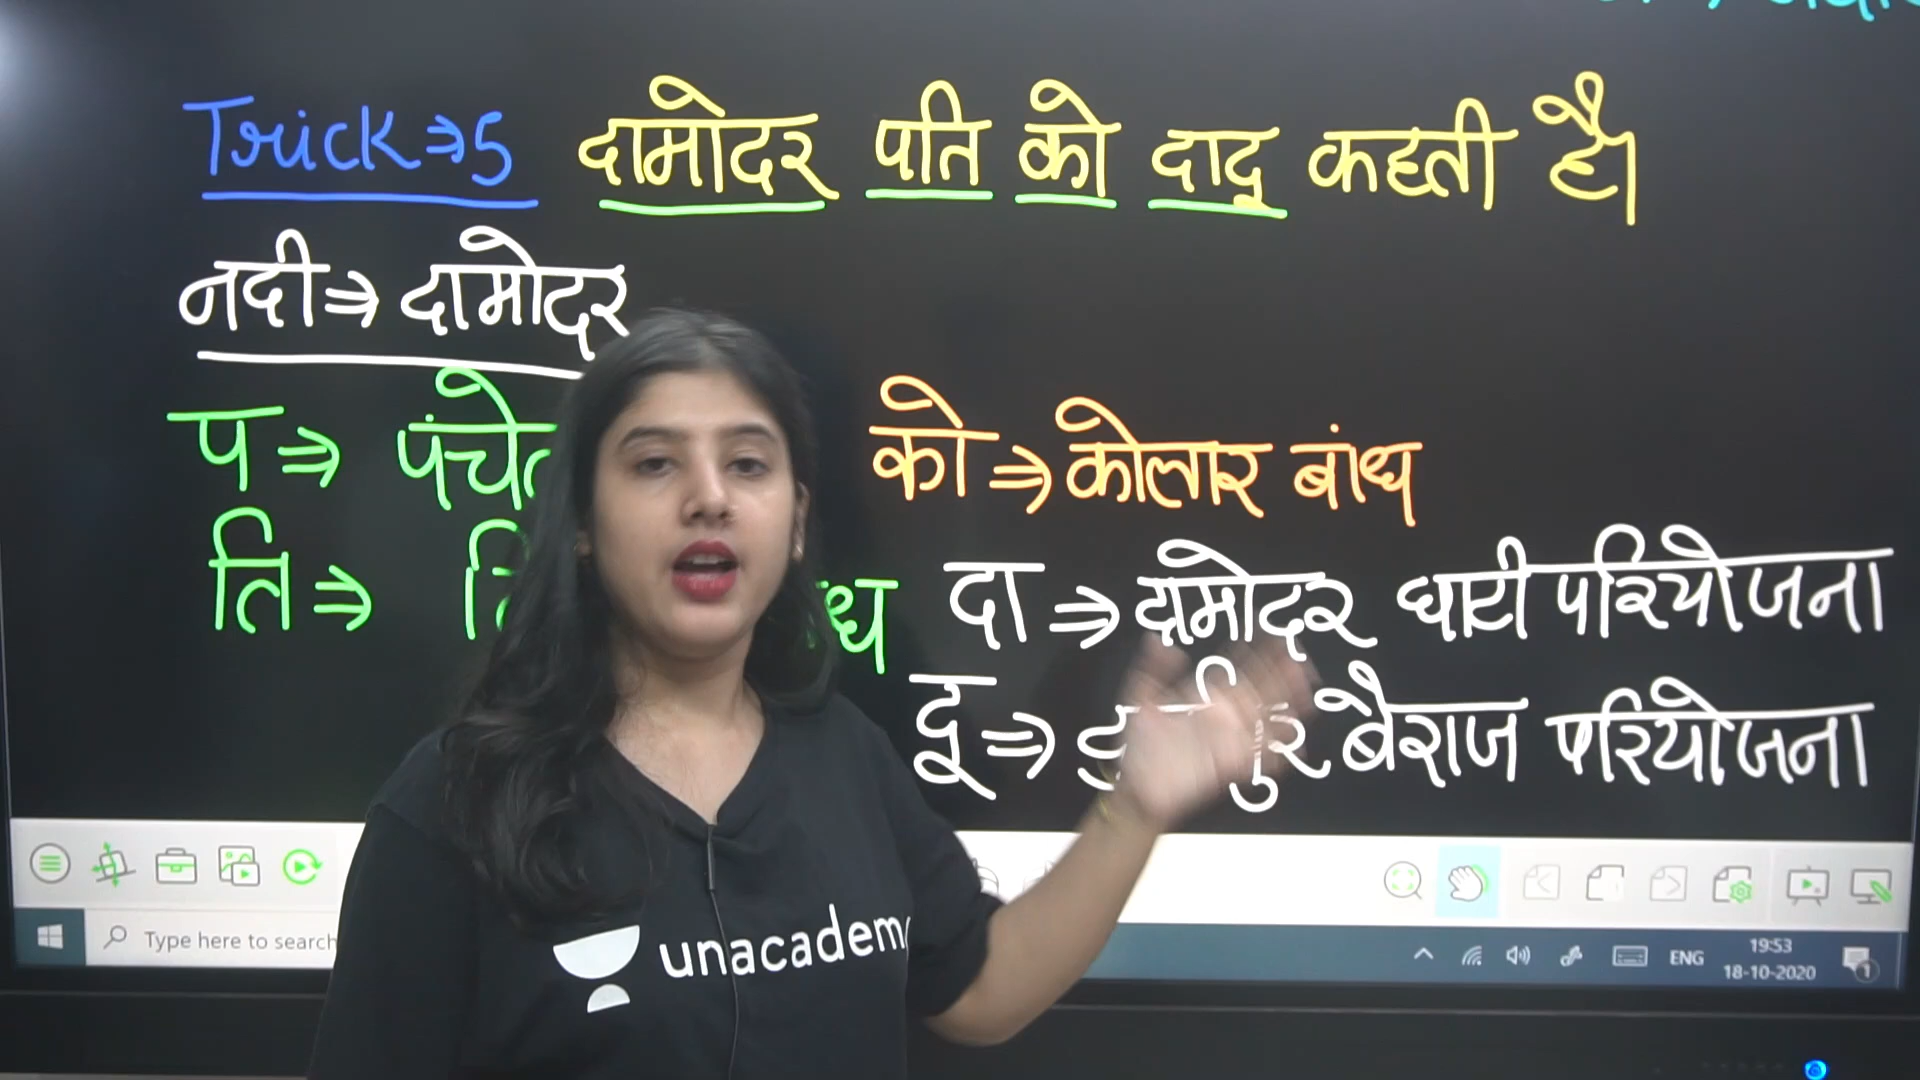 Trick⇒5 दामोदर पति को दादू कहती है।
नदी⇒ दामोदर
प⇒
को⇒कोलार बांध
ति⇒
दा⇒दामोदर घाटी परियोजना
दू⇒ बैराज परियोजना
unacadem
Type here to search
ENG
19:53
18-10-2020
1